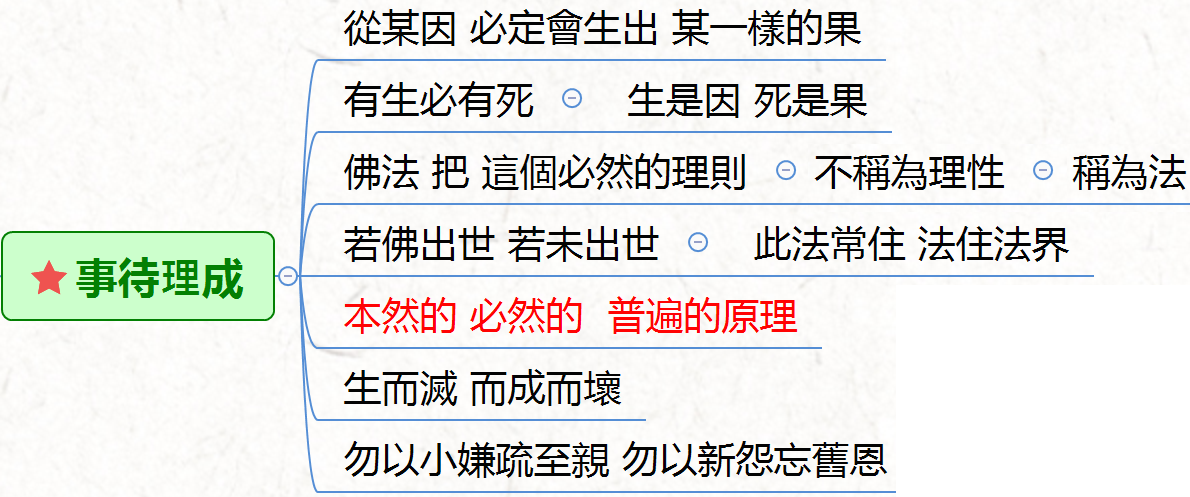 從某因 必定會生出 某一樣的果
有生必有死 生是因 死是果
佛法 把 這個必然的理則 不稱為理性 稱為法
若佛出世 若未出世 此法常住 法住法界
事待理成
本然的 必然的 普遍的原理
生而滅 而成而壞
勿以小嫌疏至親 勿以新怨忘舊恩